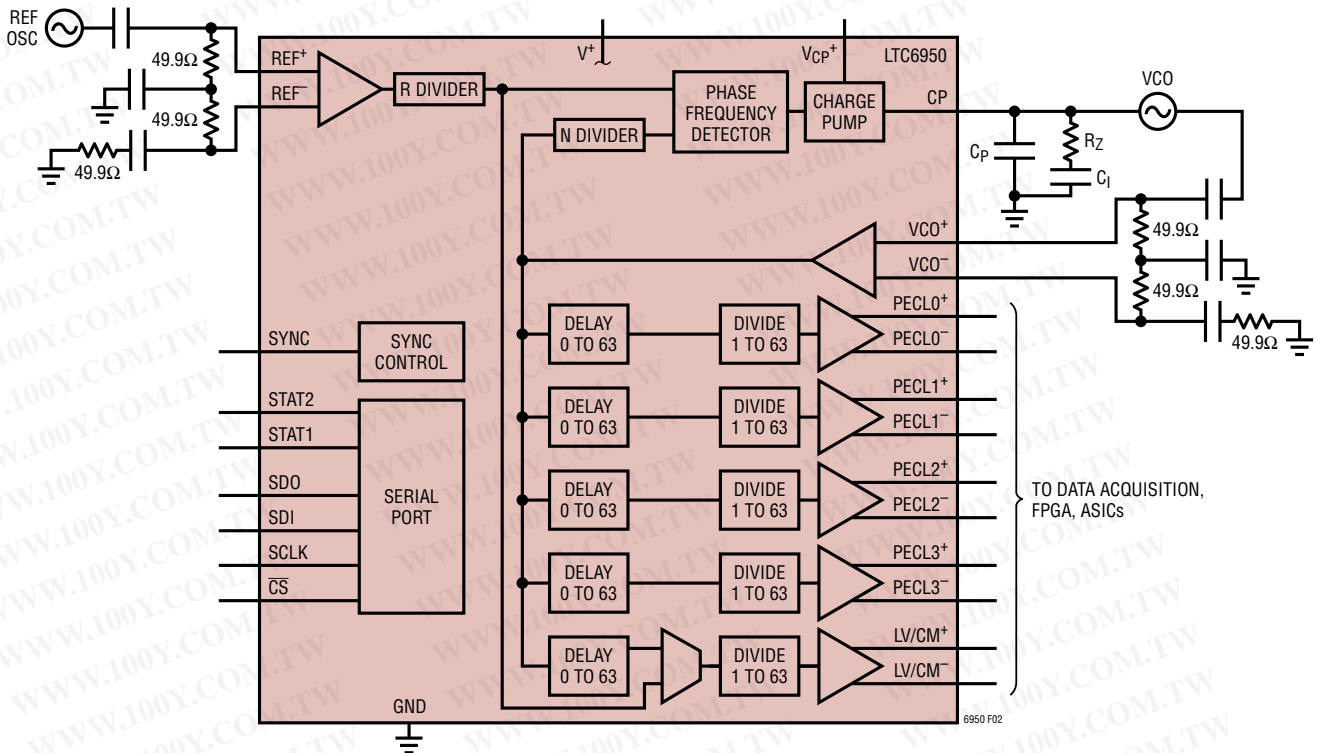 REF
OSC
49.9Ω
49.9Ω
49.9Ω
REF+
REF–
R DIVIDER
V+
VCP+
LTC6950
PHASE
FREQUENCY
DETECTOR
CHARGE
PUMP
CP
N DIVIDER
VCO
CP
RZ
CI
VCO+
VCO–
49.9Ω
49.9Ω
49.9Ω
SYNC
SYNC
CONTROL
STAT2
STAT1
SDO
SDI
SCLK
CS
SERIAL
PORT
DELAY
0 TO 63
DIVIDE
1 TO 63
PECL0+
PECL0–
DELAY
0 TO 63
DIVIDE
1 TO 63
PECL1+
PECL1–
DELAY
0 TO 63
DIVIDE
1 TO 63
PECL2+
PECL2–
DELAY
0 TO 63
DIVIDE
1 TO 63
PECL3+
PECL3–
DELAY
0 TO 63
DIVIDE
1 TO 63
LV/CM+
LV/CM–
TO DATA ACQUISITION,
FPGA, ASICs
GND
6950 F02
WWW.100Y.COM.TW